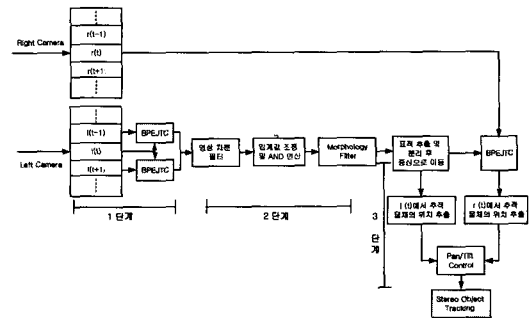 Right Camera
r(t-1)
r(t)
r(t+1)
Left Camera
l(t-1)
l(t)
l(t+1)
BPEJTC
BPEJTC
영상 차분
필터
임계값 조정
및 AND 연산
Morphology
Filter
표적 추출 및
분리 후
중심으로 이동
BPEJTC
1 단계
2 단계
3
단
계
l (t)에서 추적
물체의 위치 추출
r (t)에서 추적
물체의 위치 추출
Pan/Tilt
Control
Stereo Object
Tracking